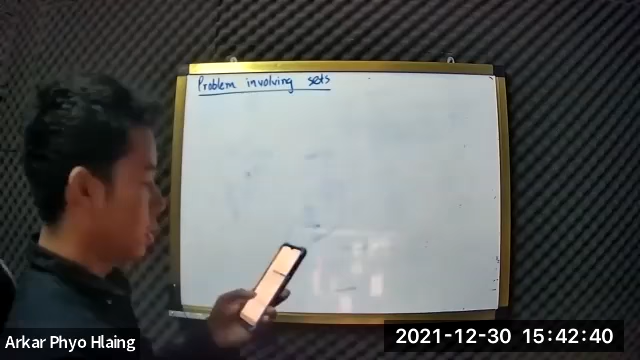 Problem involving sets
Arkar Phyo Hlaing
2021-12-30 15:42:40